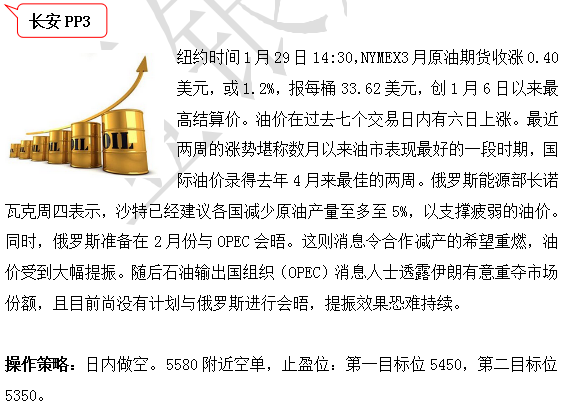 长安 PP3
纽约时间 1 月 29 日 14:30,NYMEX3 月原油期货收涨 0.40
美元，或 1.2%，报每桶 33.62 美元，创 1 月 6 日以来最
高结算价。油价在过去七个交易日内有六日上涨。最近
两周的涨势堪称数月以来油市表现最好的一段时期，国
际油价录得去年 4 月来最佳的两周。俄罗斯能源部长诺
瓦克周四表示，沙特已经建议各国减少原油产量至多至 5%，以支撑疲弱的油价。
同时，俄罗斯准备在 2 月份与 OPEC 会晤。这则消息令合作减产的希望重燃，油
价受到大幅提振。随后石油输出国组织（OPEC）消息人士透露伊朗有意重夺市场
份额，且目前尚没有计划与俄罗斯进行会晤，提振效果恐难持续。
操作策略：日内做空。5580 附近空单，止盈位：第一目标位 5450，第二目标位
5350。
OIL
OIL
OIL